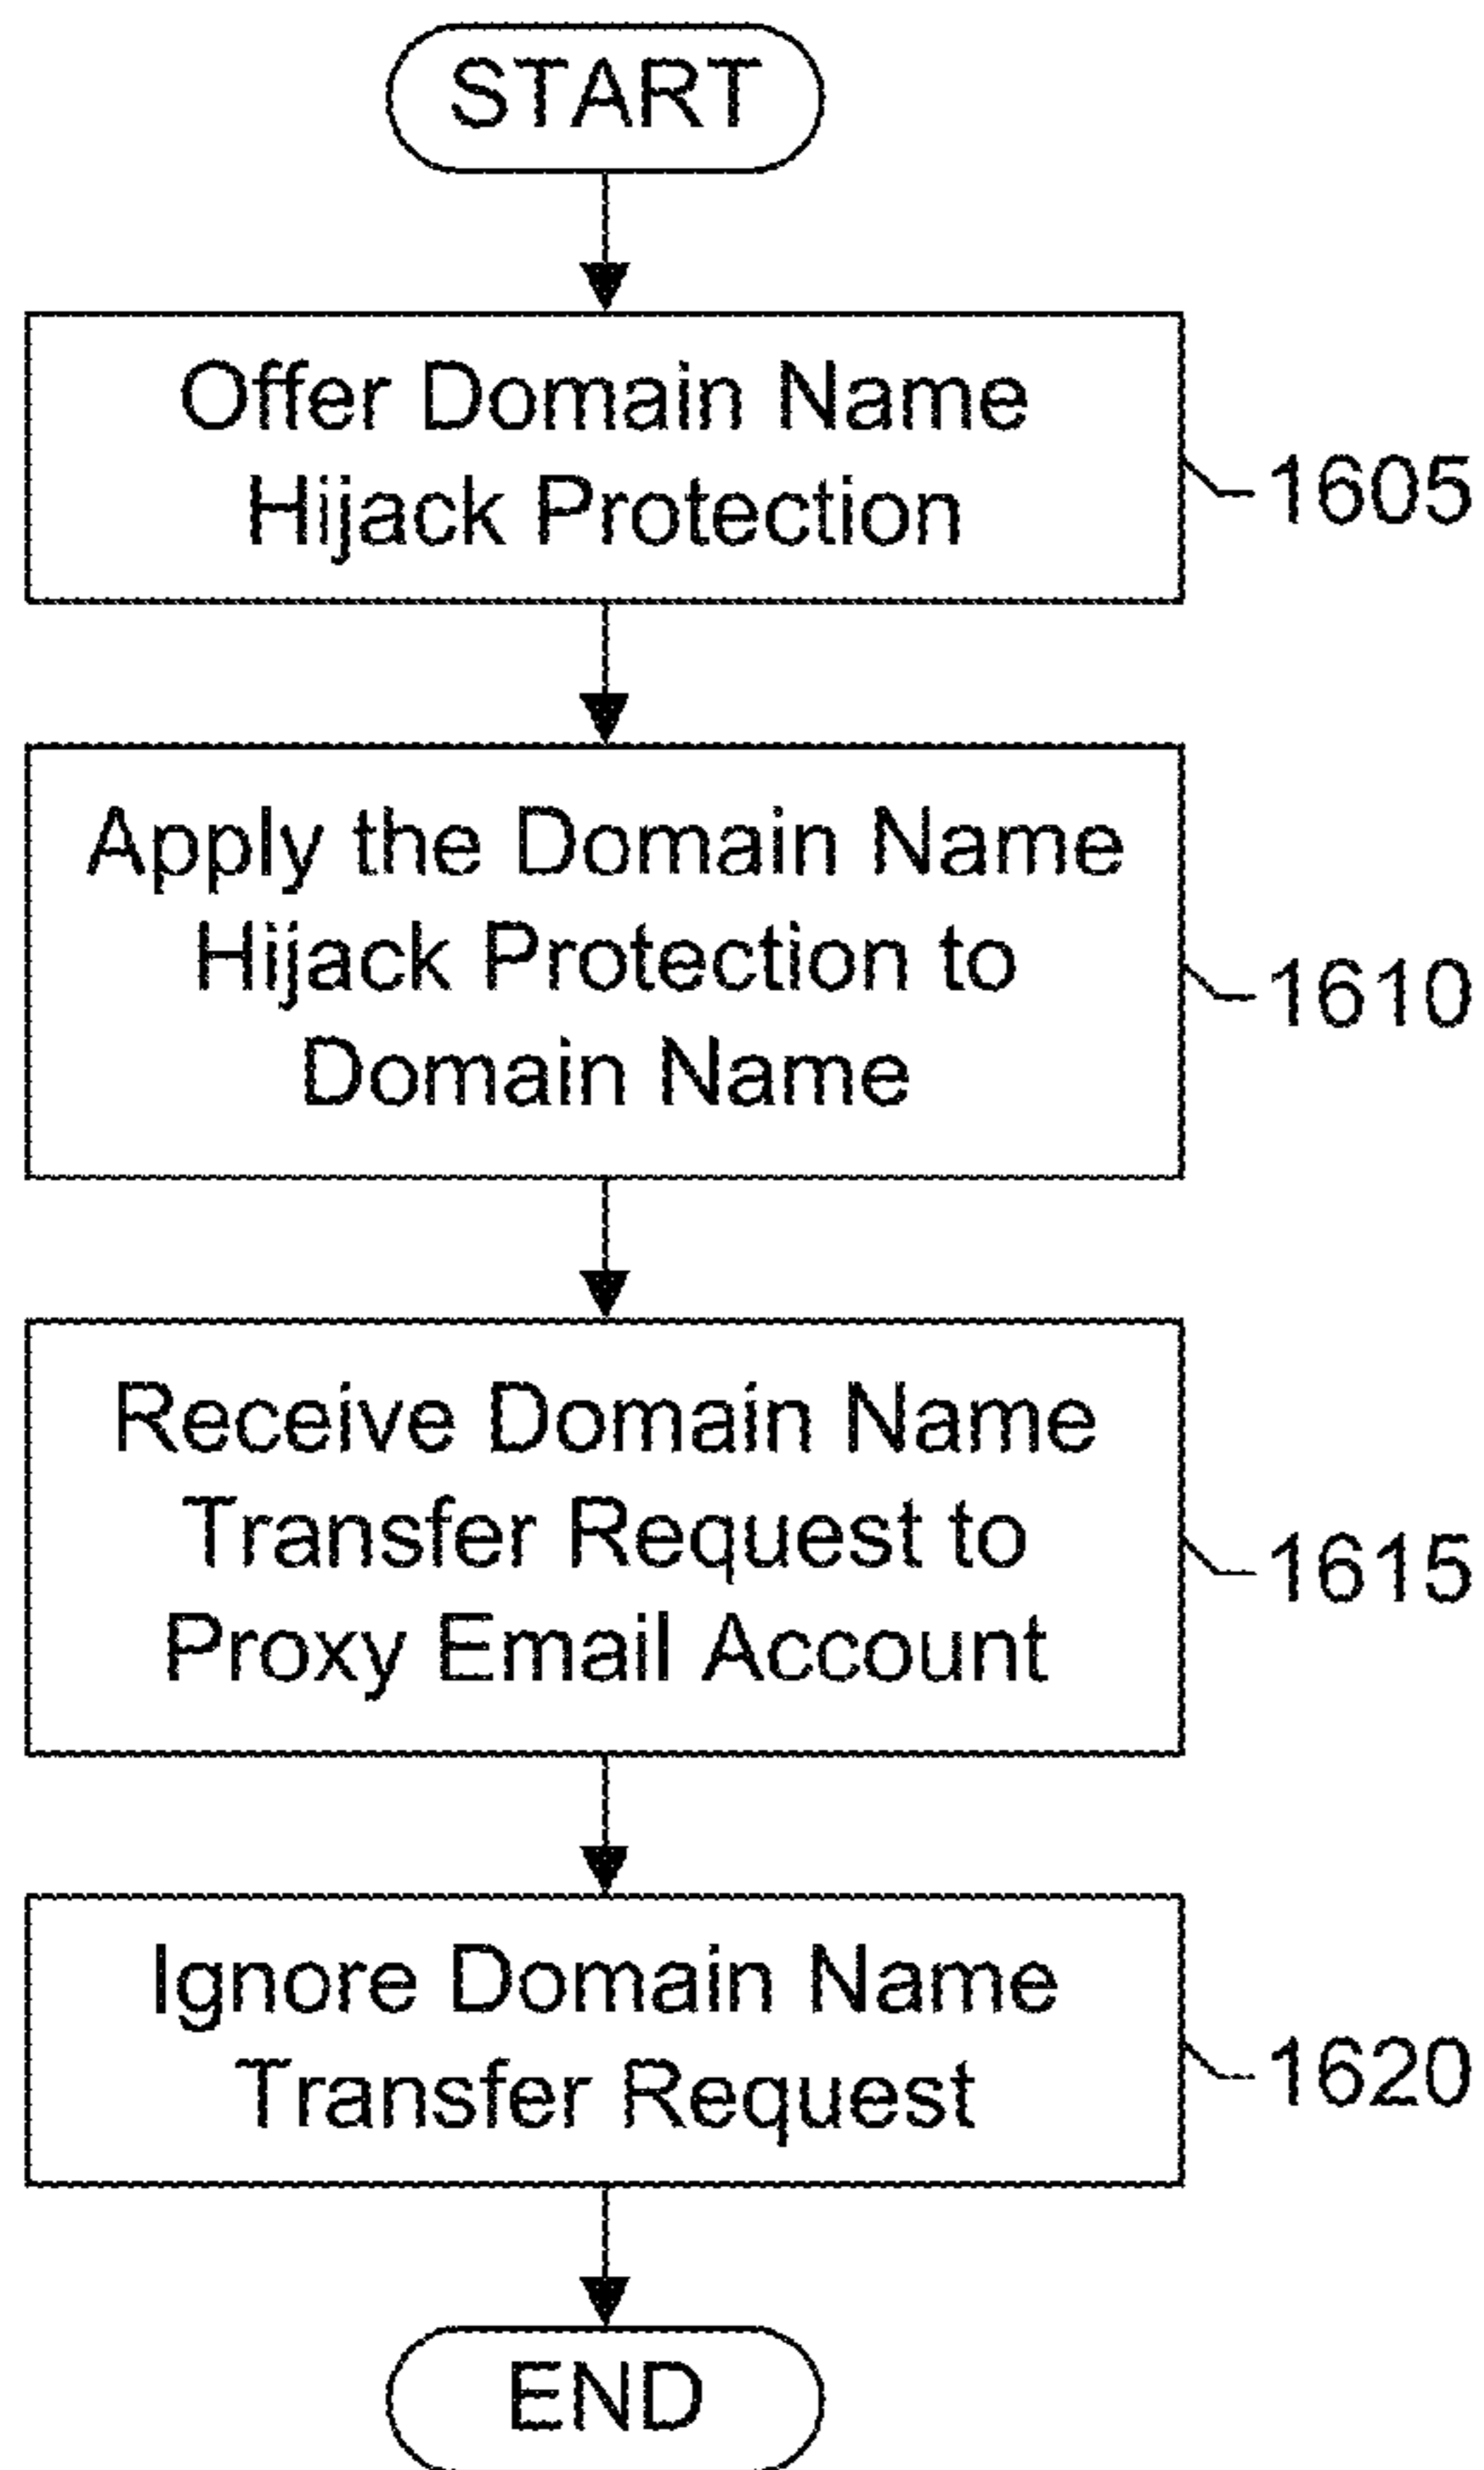 START
Offer Domain Name
Hijack Protection
1605
Apply the Domain Name
Hijack Protection to
Domain Name
1610
Receive Domain Name
Transfer Request to
Proxy Email Account
1615
Ignore Domain Name
Transfer Request
1620
END